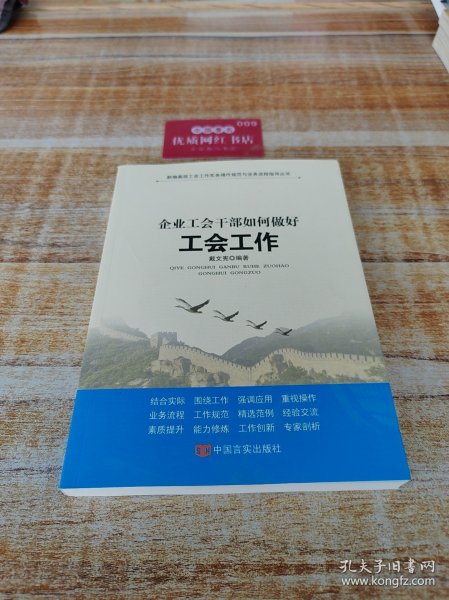 009
优质网红书店
新编基层工会工作实务操作规范与业务流程指导丛书
企业工会干部如何做好
工会工作
戴文宪◎编著
QIYE GONGHUI GANBU RUHE ZUOHAO
GONGHUI GONGZUO
结合实际 围绕工作 强调应用 重视操作
业务流程 工作规范 精选范例 经验交流
素质提升 能力修炼 工作创新 专家剖析
中国言实出版社
孔夫子旧书网
www.kongfz.com